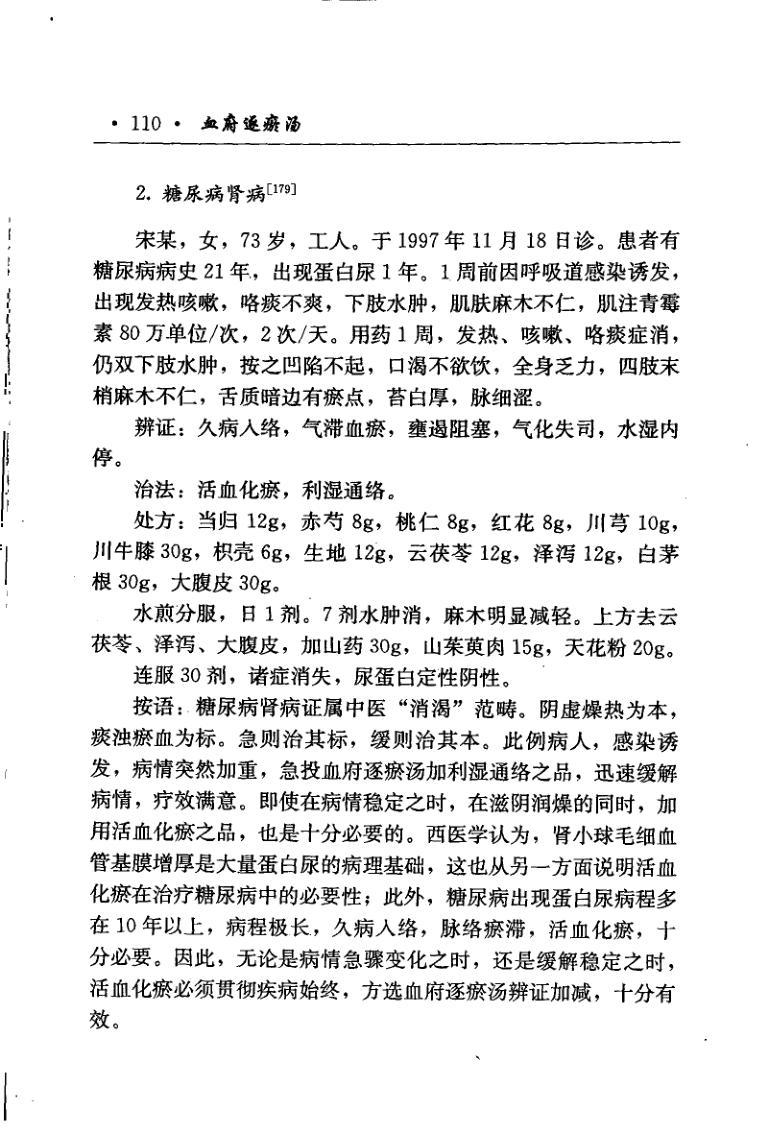 · 110 · 血府逐瘀汤
2. 糖尿病肾病[179]
宋某，女，73 岁，工人。于 1997 年 11 月 18 日诊。患者有
糖尿病病史 21 年，出现蛋白尿 1 年。1 周前因呼吸道感染诱发，
出现发热咳嗽，咯痰不爽，下肢水肿，肌肤麻木不仁，肌注青霉
素 80 万单位/次，2 次/天。用药 1 周，发热、咳嗽、咯痰症消，
仍双下肢水肿，按之凹陷不起，口渴不欲饮，全身乏力，四肢末
梢麻木不仁，舌质暗边有瘀点，苔白厚，脉细涩。
辨证：久病入络，气滞血瘀，壅遏阻塞，气化失司，水湿内
停。
治法：活血化瘀，利湿通络。
处方：当归 12g，赤芍 8g，桃仁 8g，红花 8g，川芎 10g，
川牛膝 30g，枳壳 6g，生地 12g，云茯苓 12g，泽泻 12g，白茅
根 30g，大腹皮 30g。
水煎分服，日 1 剂。7 剂水肿消，麻木明显减轻。上方去云
茯苓、泽泻、大腹皮，加山药 30g，山茱萸肉 15g，天花粉 20g。
连服 30 剂，诸症消失，尿蛋白定性阴性。
按语：糖尿病肾病证属中医“消渴”范畴。阴虚燥热为本，
痰浊瘀血为标。急则治其标，缓则治其本。此例病人，感染诱
发，病情突然加重，急投血府逐瘀汤加利湿通络之品，迅速缓解
病情，疗效满意。即使在病情稳定之时，在滋阴润燥的同时，加
用活血化瘀之品，也是十分必要的。西医学认为，肾小球毛细血
管基膜增厚是大量蛋白尿的病理基础，这也从另一方面说明活血
化瘀在治疗糖尿病中的必要性；此外，糖尿病出现蛋白尿病程多
在 10 年以上，病程极长，久病入络，脉络瘀滞，活血化瘀，十
分必要。因此，无论是病情急骤变化之时，还是缓解稳定之时，
活血化瘀必须贯彻疾病始终，方选血府逐瘀汤辨证加减，十分有
效。